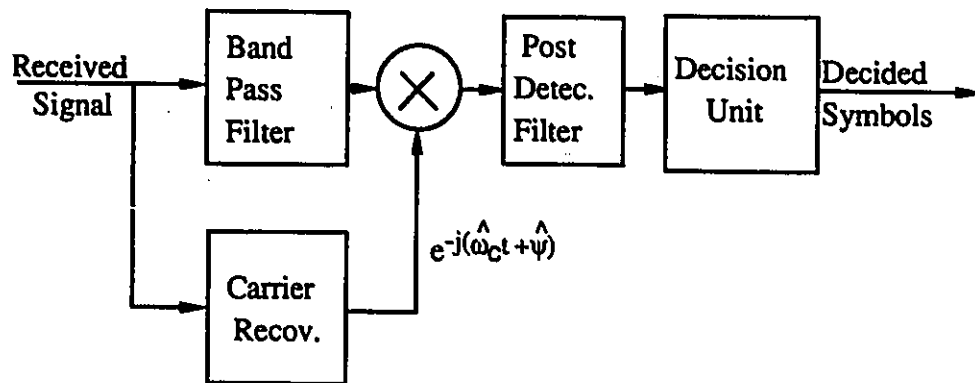 Received
Signal
Band
Pass
Filter
Post
Detec.
Filter
Decision
Unit
Decided
Symbols
e^-j(ω̂_c t + ψ̂)
Carrier
Recov.